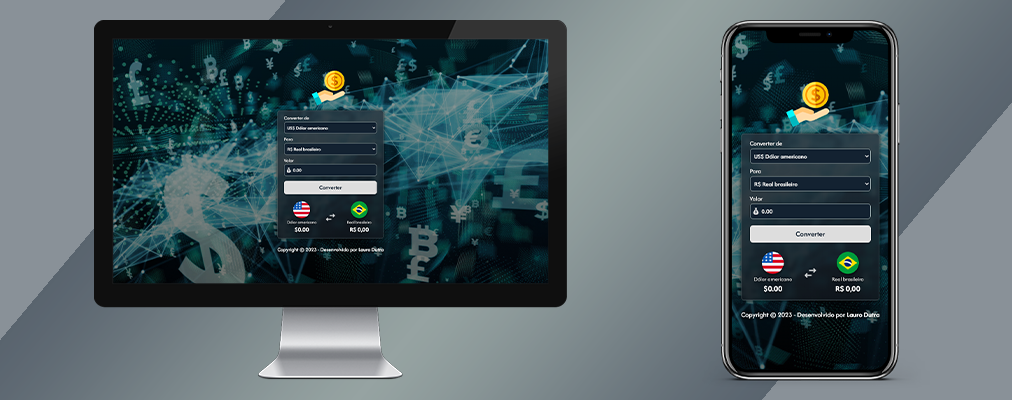 Converter de
US$ Dólar americano
Para
R$ Real brasileiro
Valor
0,00
Converter
Dólar americano
Real brasileiro
$0.00
R$ 0,00
Copyright © 2023 - Desenvolvido por Lauro Dutra
Converter de
US$ Dólar americano
Para
R$ Real brasileiro
Valor
0,00
Converter
Dólar americano
Real brasileiro
$0.00
R$ 0,00
Copyright © 2023 - Desenvolvido por Lauro Dutra